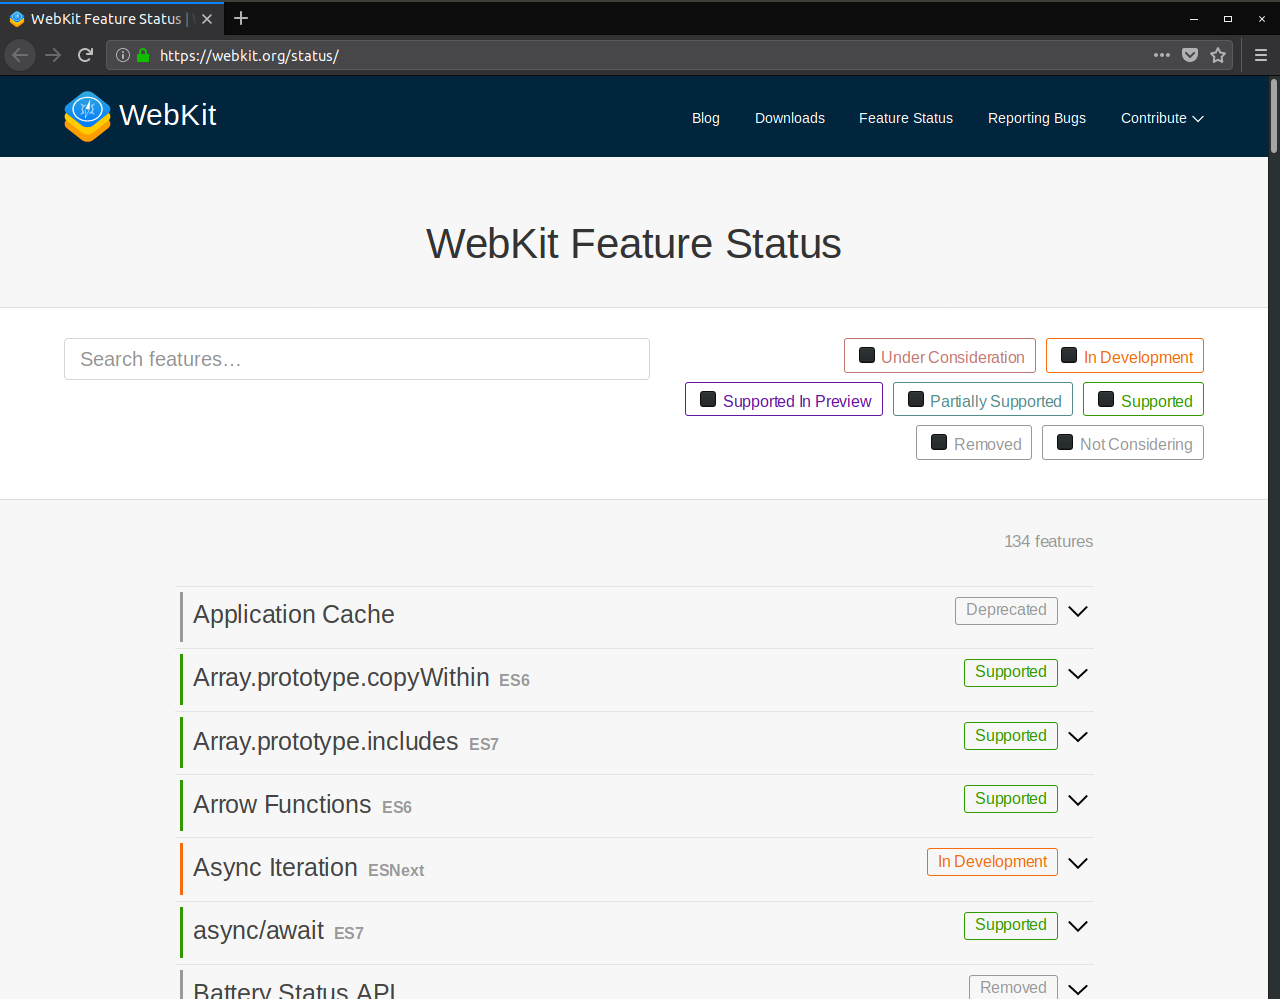 WebKit Feature Status |
https://webkit.org/status/
WebKit
Blog Downloads Feature Status Reporting Bugs Contribute
WebKit Feature Status
Search features…
Under Consideration In Development
Supported In Preview Partially Supported Supported
Removed Not Considering
134 features
Application Cache Deprecated
Array.prototype.copyWithin ES6 Supported
Array.prototype.includes ES7 Supported
Arrow Functions ES6 Supported
Async Iteration ESNext In Development
async/await ES7 Supported
Battery Status API Removed